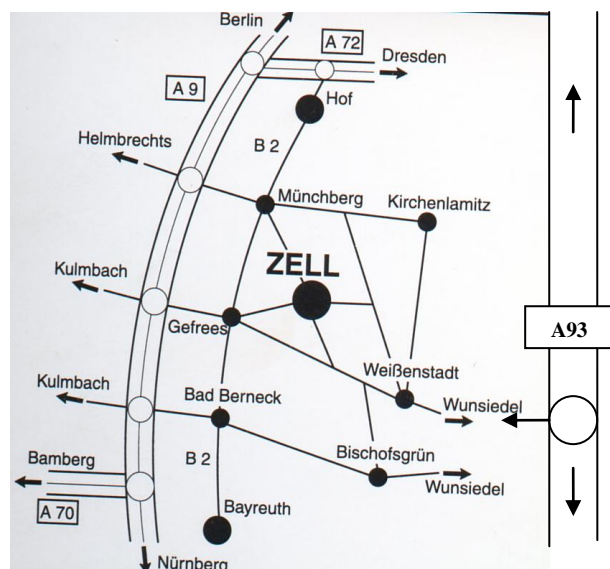 Berlin
A 72
Dresden
A 9
Hof
B 2
Helmbrechts
Münchberg
Kirchenlamitz
ZELL
Kulmbach
Gefrees
A93
Weißenstadt
Kulmbach
Bad Berneck
Wunsiedel
Bischofsgrün
Bamberg
B 2
Wunsiedel
A 70
Bayreuth
Nürnberg